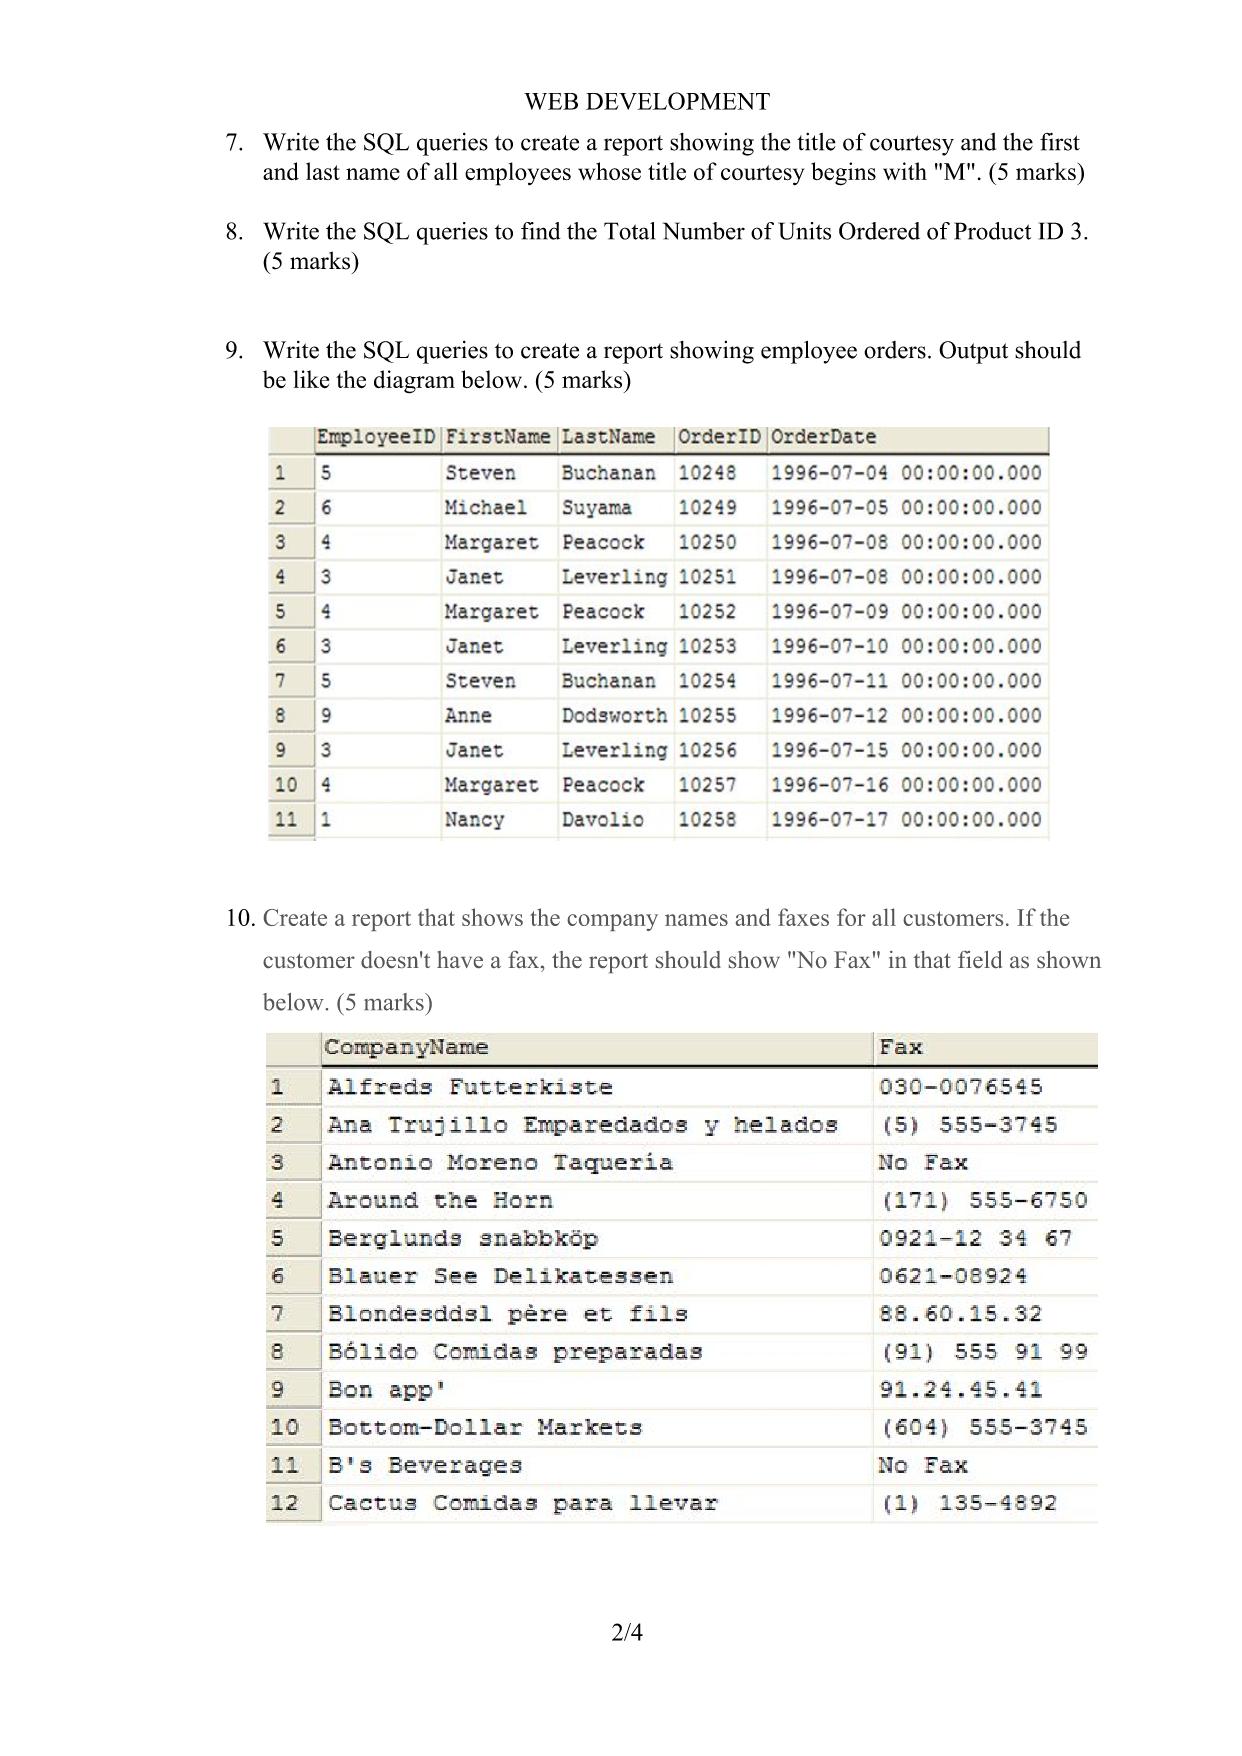 WEB DEVELOPMENT
7. Write the SQL queries to create a report showing the title of courtesy and the first
and last name of all employees whose title of courtesy begins with "M". (5 marks)
8. Write the SQL queries to find the Total Number of Units Ordered of Product ID 3.
(5 marks)
9. Write the SQL queries to create a report showing employee orders. Output should
be like the diagram below. (5 marks)
EmployeeID FirstName LastName OrderID OrderDate
1 5 Steven Buchanan 10248 1996-07-04 00:00:00.000
2 6 Michael Suyama 10249 1996-07-05 00:00:00.000
3 4 Margaret Peacock 10250 1996-07-08 00:00:00.000
4 3 Janet Leverling 10251 1996-07-08 00:00:00.000
5 4 Margaret Peacock 10252 1996-07-09 00:00:00.000
6 3 Janet Leverling 10253 1996-07-10 00:00:00.000
7 5 Steven Buchanan 10254 1996-07-11 00:00:00.000
8 9 Anne Dodsworth 10255 1996-07-12 00:00:00.000
9 3 Janet Leverling 10256 1996-07-15 00:00:00.000
10 4 Margaret Peacock 10257 1996-07-16 00:00:00.000
11 1 Nancy Davolio 10258 1996-07-17 00:00:00.000
10. Create a report that shows the company names and faxes for all customers. If the
customer doesn't have a fax, the report should show "No Fax" in that field as shown
below. (5 marks)
CompanyName Fax
1 Alfreds Futterkiste 030-0076545
2 Ana Trujillo Emparedados y helados (5) 555-3745
3 Antonio Moreno Taquería No Fax
4 Around the Horn (171) 555-6750
5 Berglunds snabbköp 0921-12 34 67
6 Blauer See Delikatessen 0621-08924
7 Blondesddsl père et fils 88.60.15.32
8 Bólido Comidas preparadas (91) 555 91 99
9 Bon app' 91.24.45.41
10 Bottom-Dollar Markets (604) 555-3745
11 B's Beverages No Fax
12 Cactus Comidas para llevar (1) 135-4892
2/4